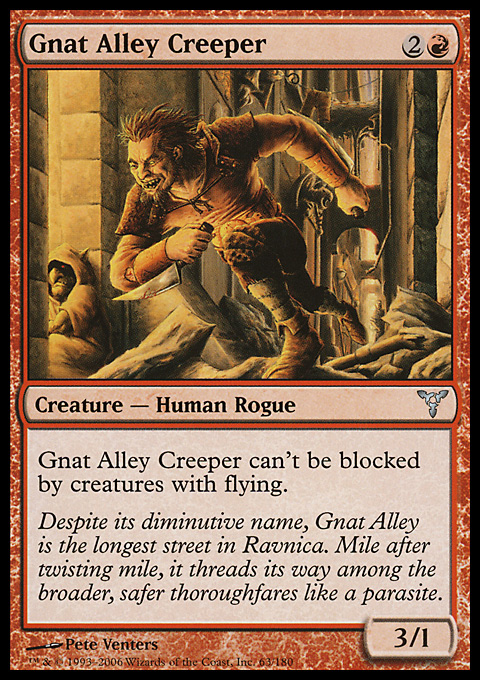 Gnat Alley Creeper 2
Creature — Human Rogue
Gnat Alley Creeper can't be blocked
by creatures with flying.
Despite its diminutive name, Gnat Alley
is the longest street in Ravnica. Mile after
twisting mile, it threads its way among the
broader, safer thoroughfares like a parasite.
3/1
Pete Venters
™ & © 1993–2006 Wizards of the Coast, Inc. 63/180